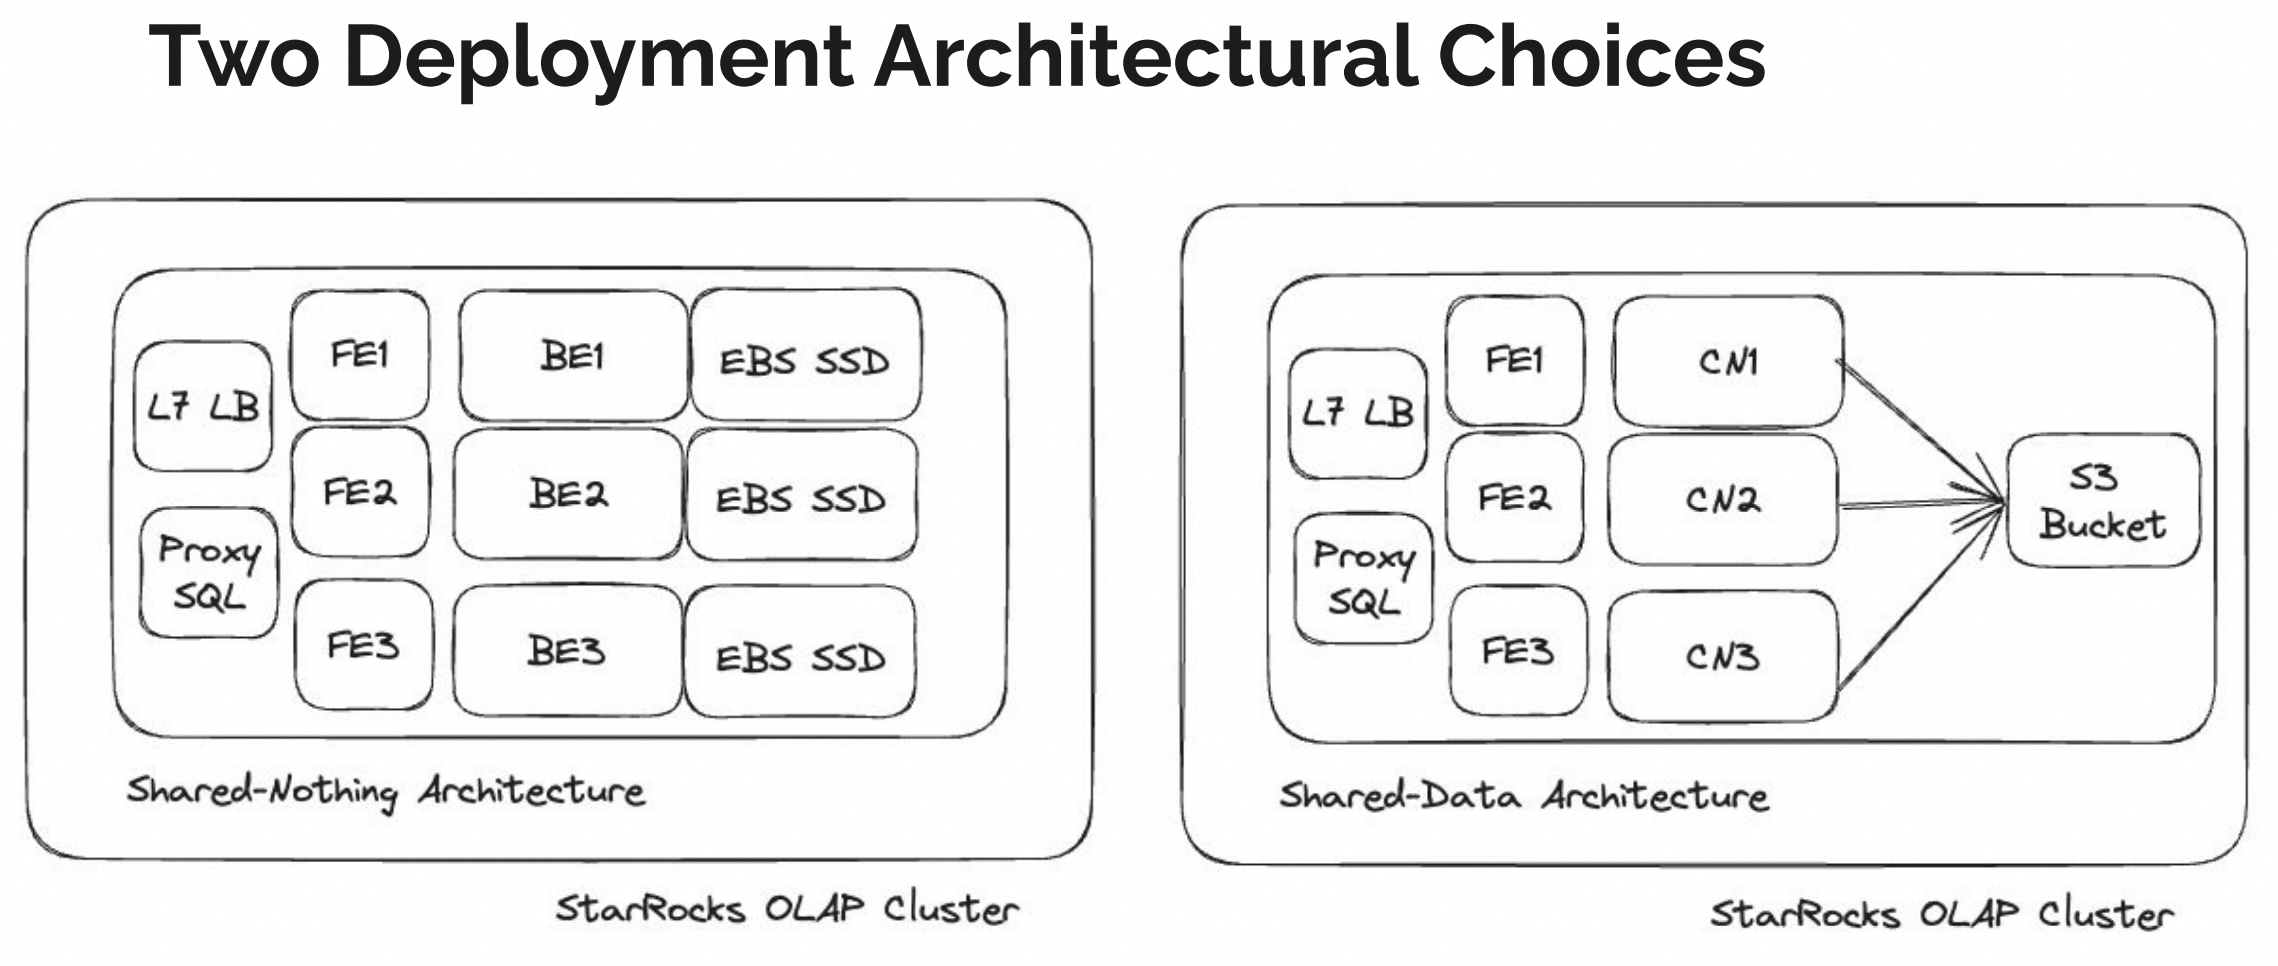 Two Deployment Architectural Choices
L7 LB
Proxy
SQL
FE1
BE1
EBS SSD
FE2
BE2
EBS SSD
FE3
BE3
EBS SSD
Shared-Nothing Architecture
StarRocks OLAP Cluster
L7 LB
Proxy
SQL
FE1
CN1
FE2
CN2
FE3
CN3
S3
Bucket
Shared-Data Architecture
StarRocks OLAP Cluster